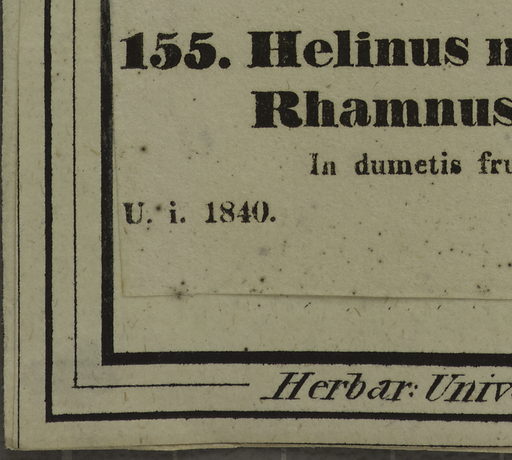 155. Helinus
Rhamnus
In dumetis
U. i. 1840.
Herbar: Univ